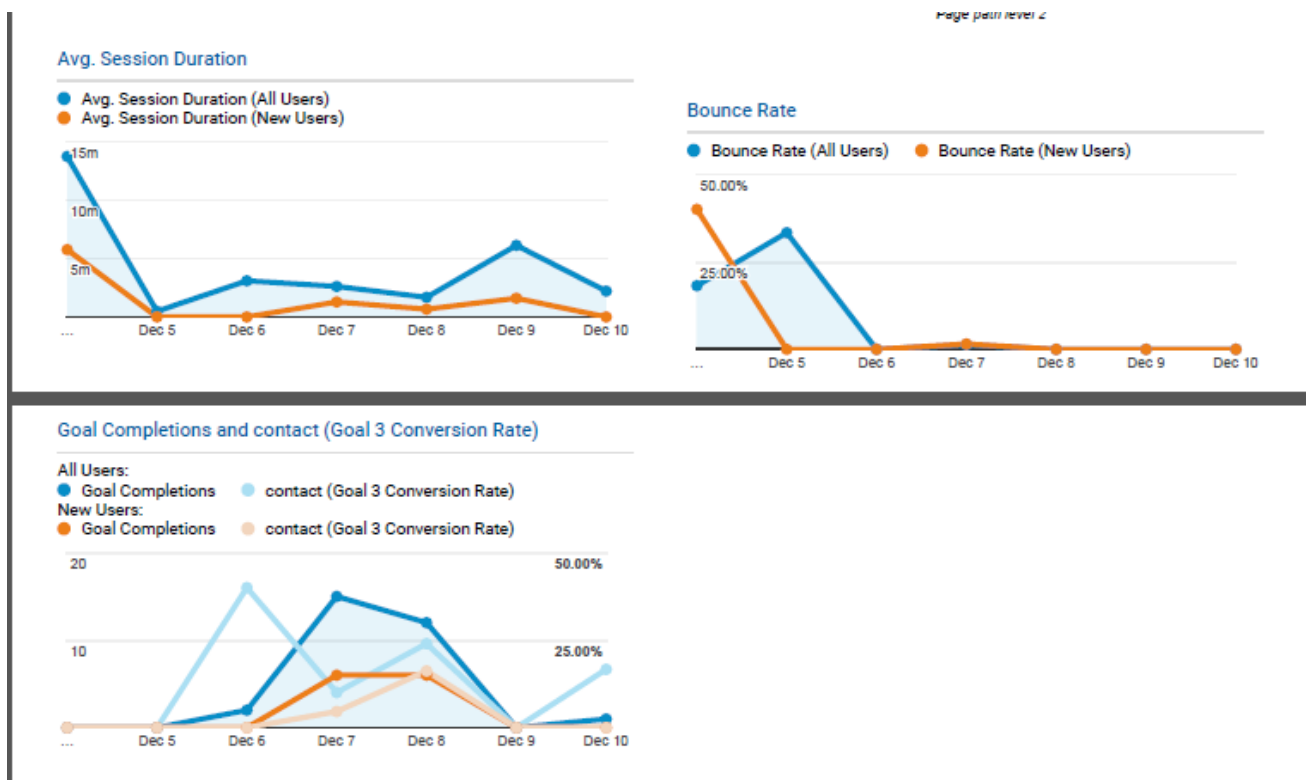 Page path level 2
Avg. Session Duration
Avg. Session Duration (All Users)
Avg. Session Duration (New Users)
15m
10m
5m
... Dec 5 Dec 6 Dec 7 Dec 8 Dec 9 Dec 10
Bounce Rate
Bounce Rate (All Users) Bounce Rate (New Users)
50.00%
25.00%
... Dec 5 Dec 6 Dec 7 Dec 8 Dec 9 Dec 10
Goal Completions and contact (Goal 3 Conversion Rate)
All Users:
Goal Completions contact (Goal 3 Conversion Rate)
New Users:
Goal Completions contact (Goal 3 Conversion Rate)
20 50.00%
10 25.00%
... Dec 5 Dec 6 Dec 7 Dec 8 Dec 9 Dec 10